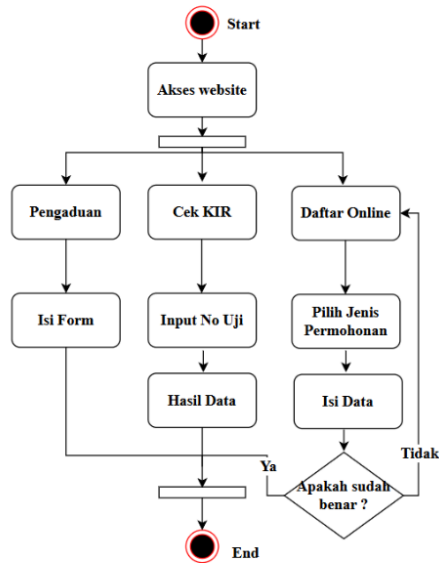 Start
Akses website
Pengaduan
Cek KIR
Daftar Online
Isi Form
Input No Uji
Pilih Jenis
Permohonan
Hasil Data
Isi Data
Ya
Apakah sudah
benar ?
Tidak
End